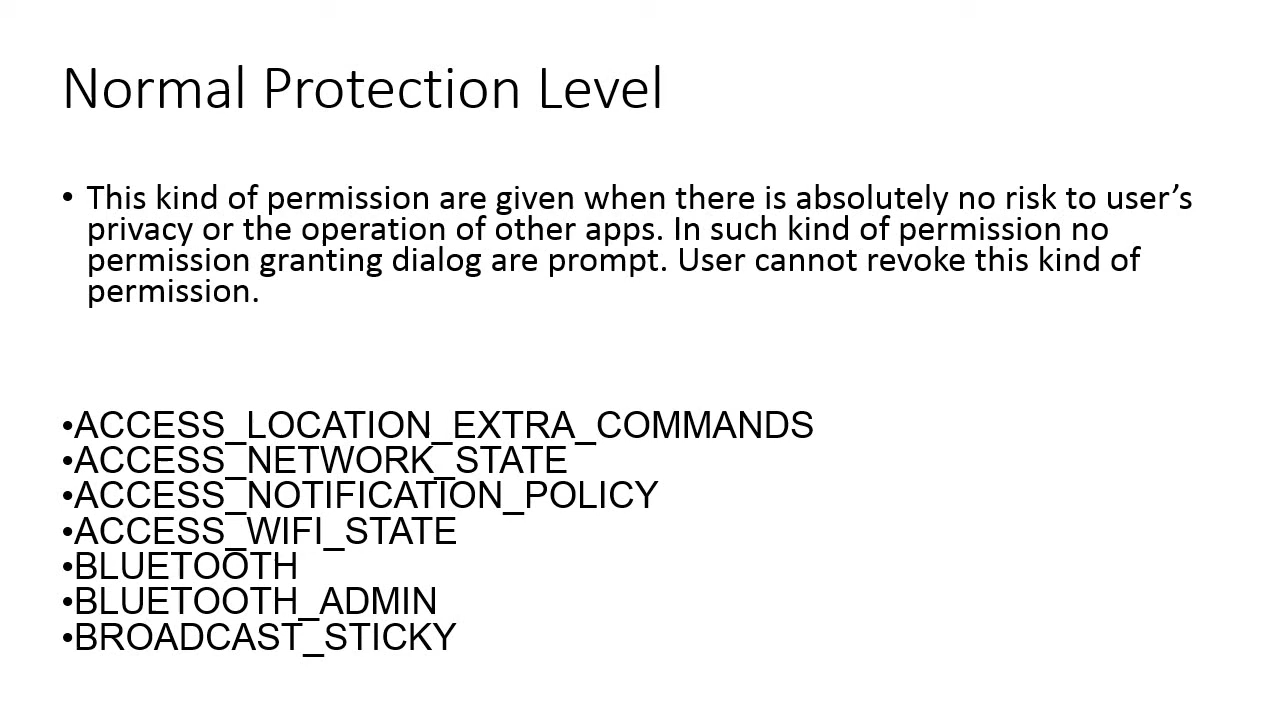 Normal Protection Level
• This kind of permission are given when there is absolutely no risk to user’s
privacy or the operation of other apps. In such kind of permission no
permission granting dialog are prompt. User cannot revoke this kind of
permission.
•ACCESS_LOCATION_EXTRA_COMMANDS
•ACCESS_NETWORK_STATE
•ACCESS_NOTIFICATION_POLICY
•ACCESS_WIFI_STATE
•BLUETOOTH
•BLUETOOTH_ADMIN
•BROADCAST_STICKY